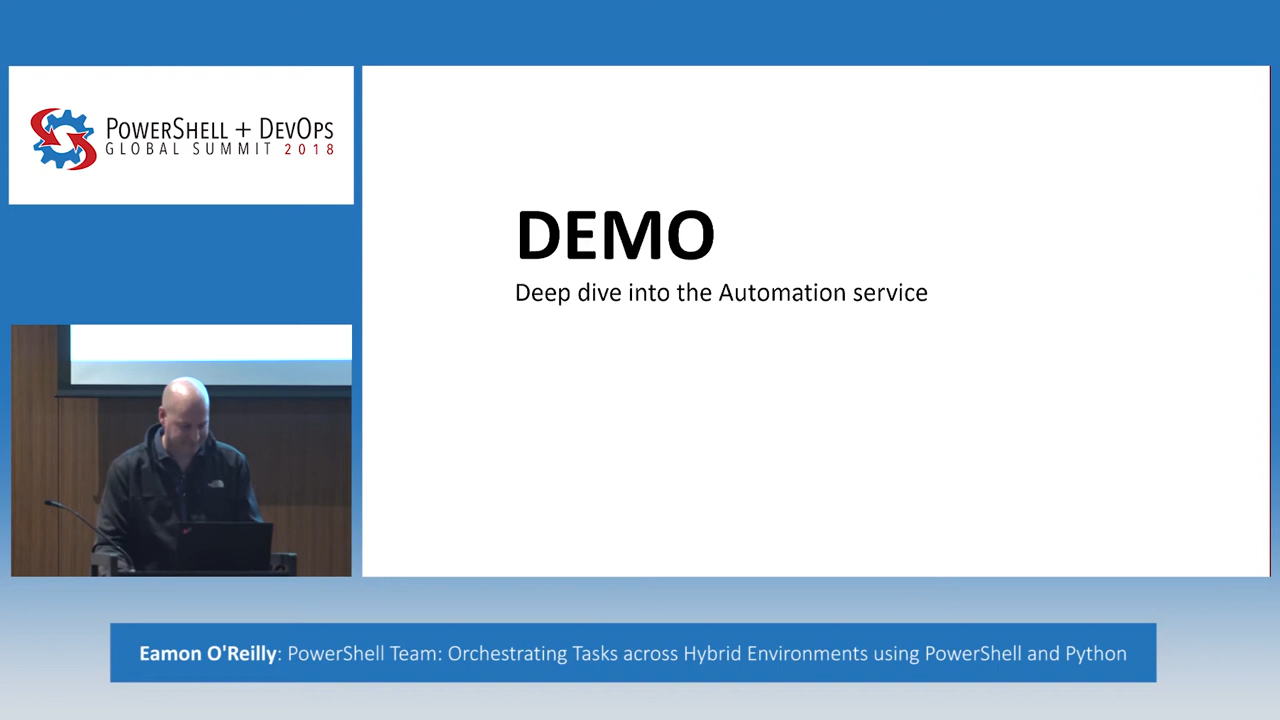 POWERSHELL + DEVOPS
GLOBAL SUMMIT 2018
DEMO
Deep dive into the Automation service
Eamon O'Reilly: PowerShell Team: Orchestrating Tasks across Hybrid Environments using PowerShell and Python